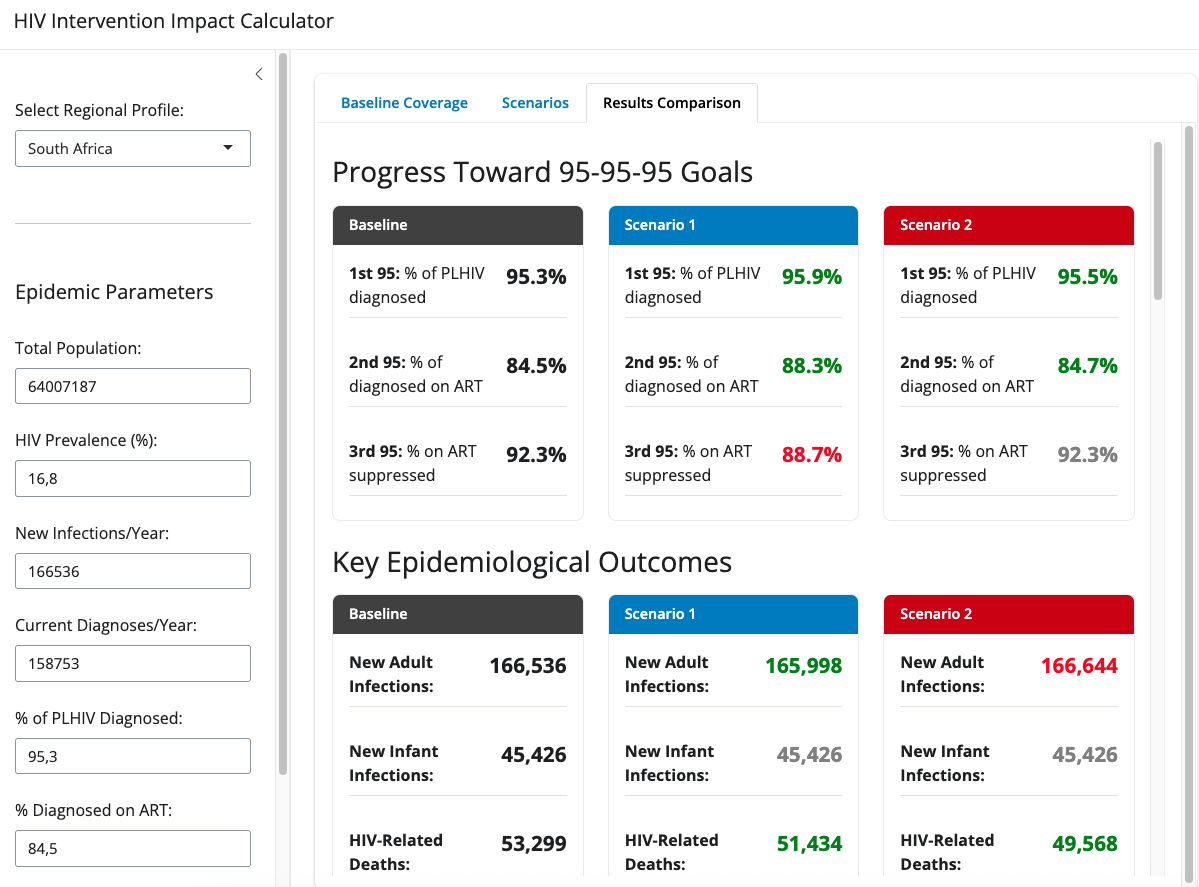 HIV Intervention Impact Calculator
Select Regional Profile:
South Africa
Epidemic Parameters
Total Population:
64007187
HIV Prevalence (%):
16,8
New Infections/Year:
166536
Current Diagnoses/Year:
158753
% of PLHIV Diagnosed:
95,3
% Diagnosed on ART:
84,5
Baseline Coverage
Scenarios
Results Comparison
Progress Toward 95-95-95 Goals
Baseline
1st 95: % of PLHIV
diagnosed
95.3%
2nd 95: % of
diagnosed on ART
84.5%
3rd 95: % on ART
suppressed
92.3%
Scenario 1
1st 95: % of PLHIV
diagnosed
95.9%
2nd 95: % of
diagnosed on ART
88.3%
3rd 95: % on ART
suppressed
88.7%
Scenario 2
1st 95: % of PLHIV
diagnosed
95.5%
2nd 95: % of
diagnosed on ART
84.7%
3rd 95: % on ART
suppressed
92.3%
Key Epidemiological Outcomes
Baseline
New Adult
Infections:
166,536
New Infant
Infections:
45,426
HIV-Related
Deaths:
53,299
Scenario 1
New Adult
Infections:
165,998
New Infant
Infections:
45,426
HIV-Related
Deaths:
51,434
Scenario 2
New Adult
Infections:
166,644
New Infant
Infections:
45,426
HIV-Related
Deaths:
49,568